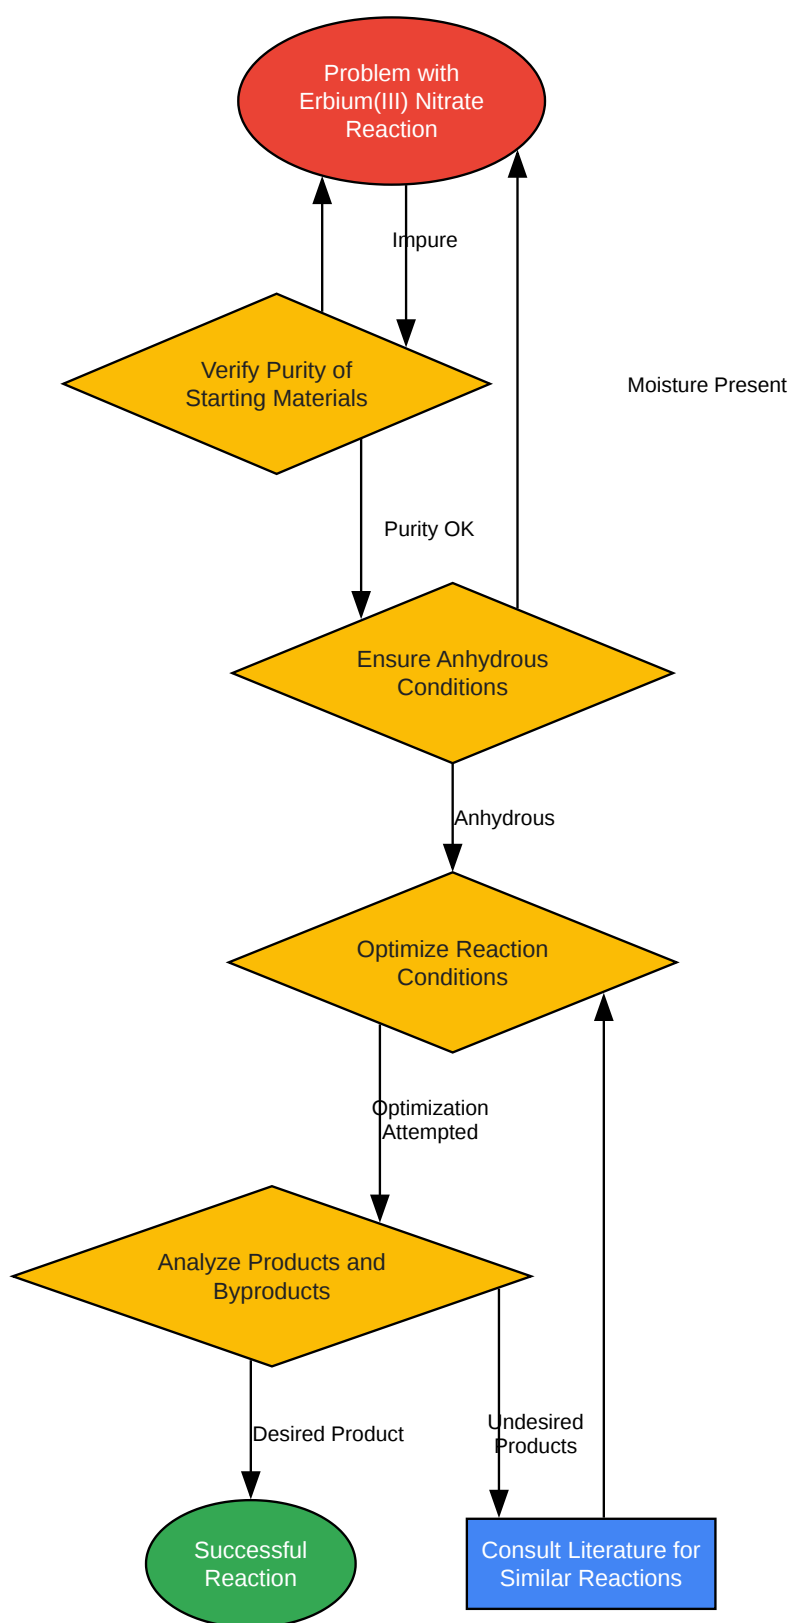 Problem with
Erbium(III) Nitrate
Reaction
Impure
Verify Purity of
Starting Materials
Moisture Present
Purity OK
Ensure Anhydrous
Conditions
Anhydrous
Optimize Reaction
Conditions
Optimization
Attempted
Analyze Products and
Byproducts
Desired Product
Undesired
Products
Successful
Reaction
Consult Literature for
Similar Reactions